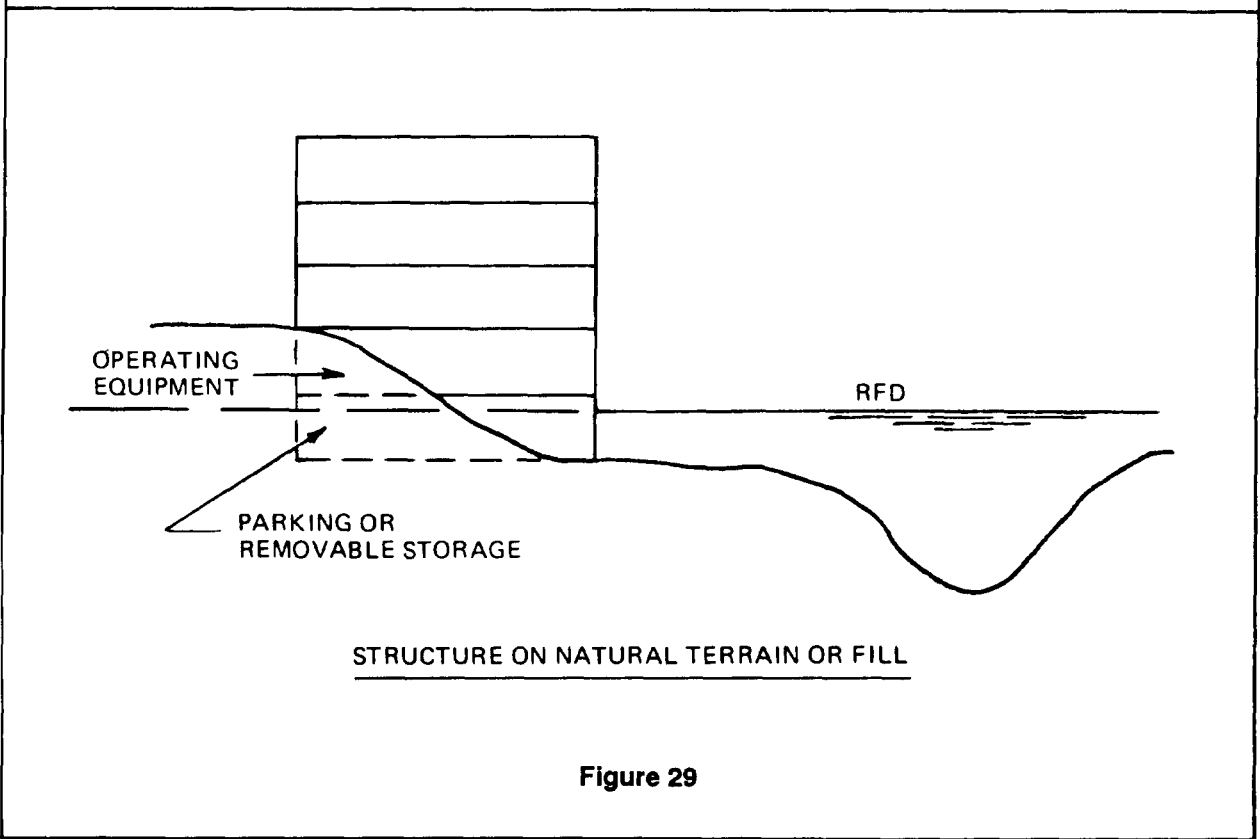 OPERATING
EQUIPMENT
RFD
PARKING OR
REMOVABLE STORAGE
STRUCTURE ON NATURAL TERRAIN OR FILL
Figure 29